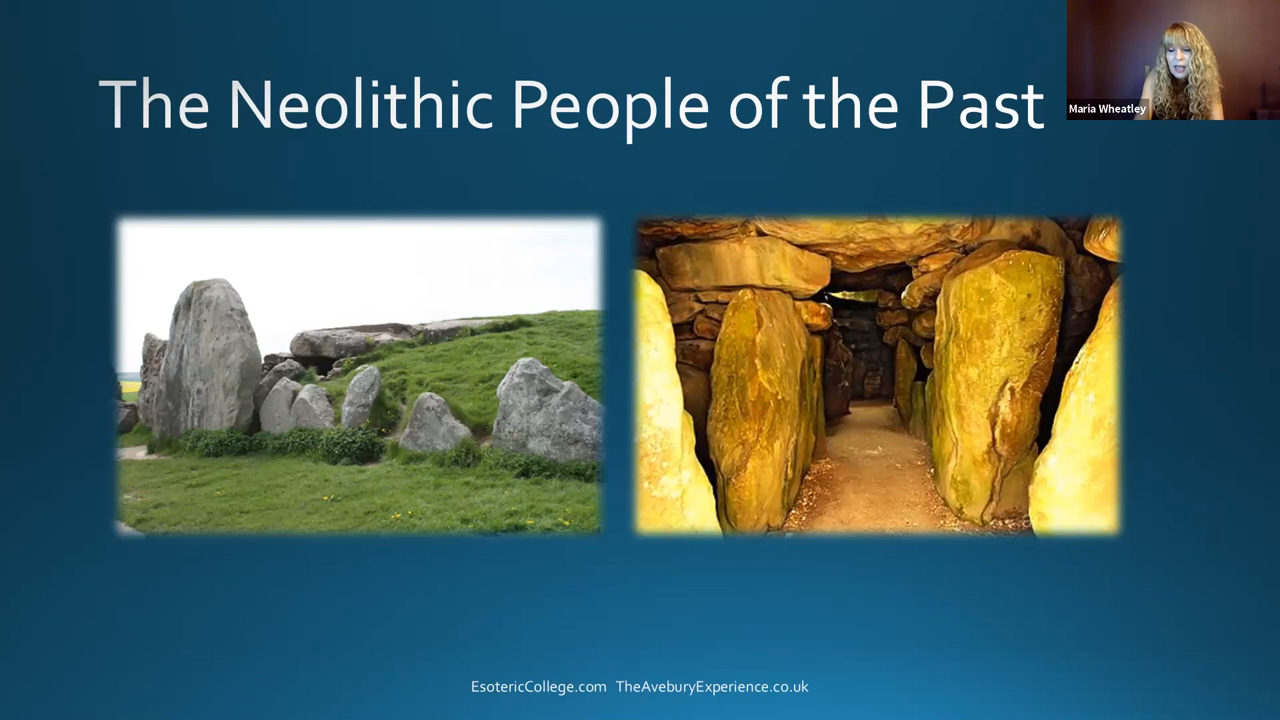 The Neolithic People of the Past
Maria Wheatley
EsotericCollege.com TheAveburyExperience.co.uk